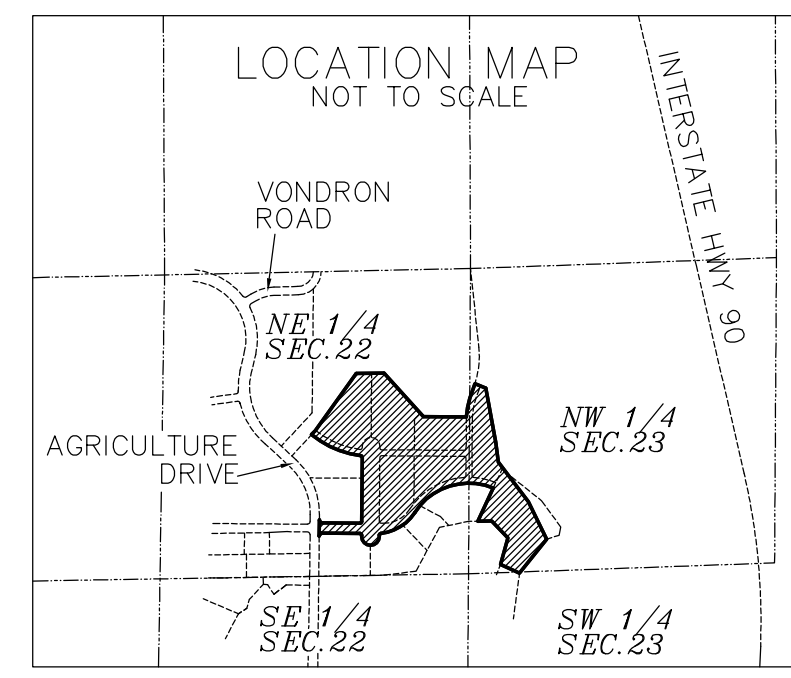 LOCATION MAP
NOT TO SCALE
INTERSTATE HWY 90
VONDRON
ROAD
NE 1/4
SEC.22
AGRICULTURE
DRIVE
NW 1/4
SEC.23
SE 1/4
SEC.22
SW 1/4
SEC.23